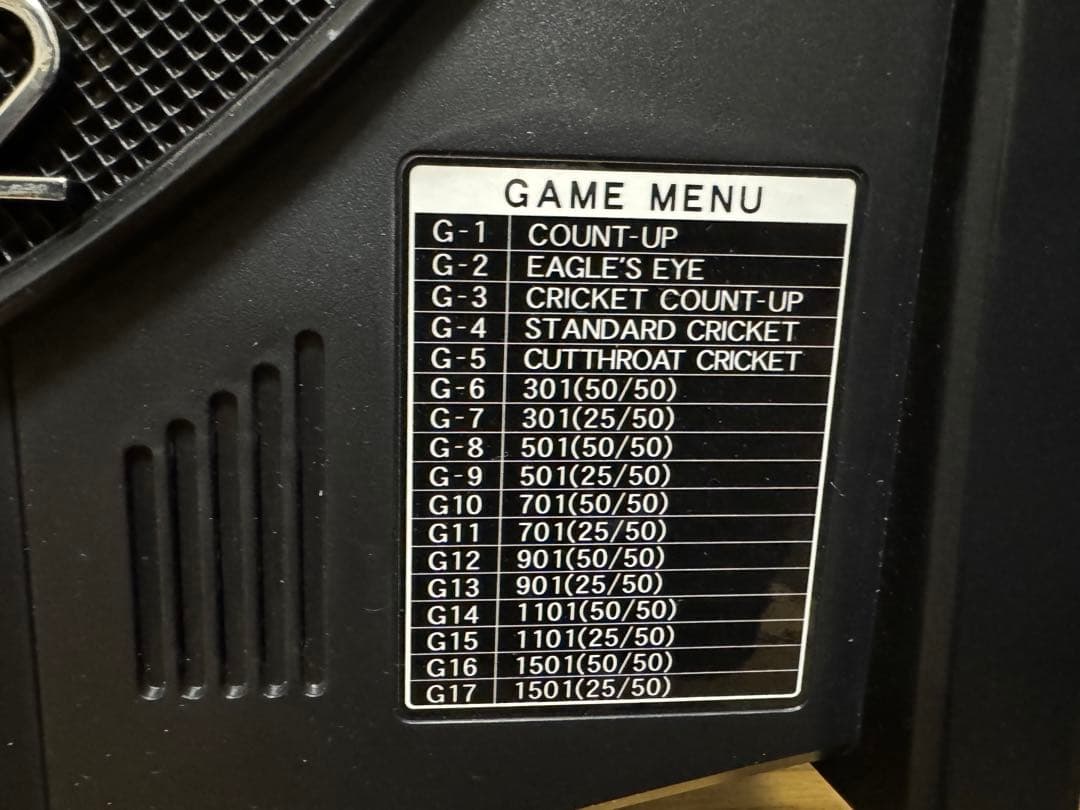 2
GAME MENU
G-1 COUNT-UP
G-2 EAGLE'S EYE
G-3 CRICKET COUNT-UP
G-4 STANDARD CRICKET
G-5 CUTTHROAT CRICKET
G-6 301(50/50)
G-7 301(25/50)
G-8 501(50/50)
G-9 501(25/50)
G10 701(50/50)
G11 701(25/50)
G12 901(50/50)
G13 901(25/50)
G14 1101(50/50)
G15 1101(25/50)
G16 1501(50/50)
G17 1501(25/50)